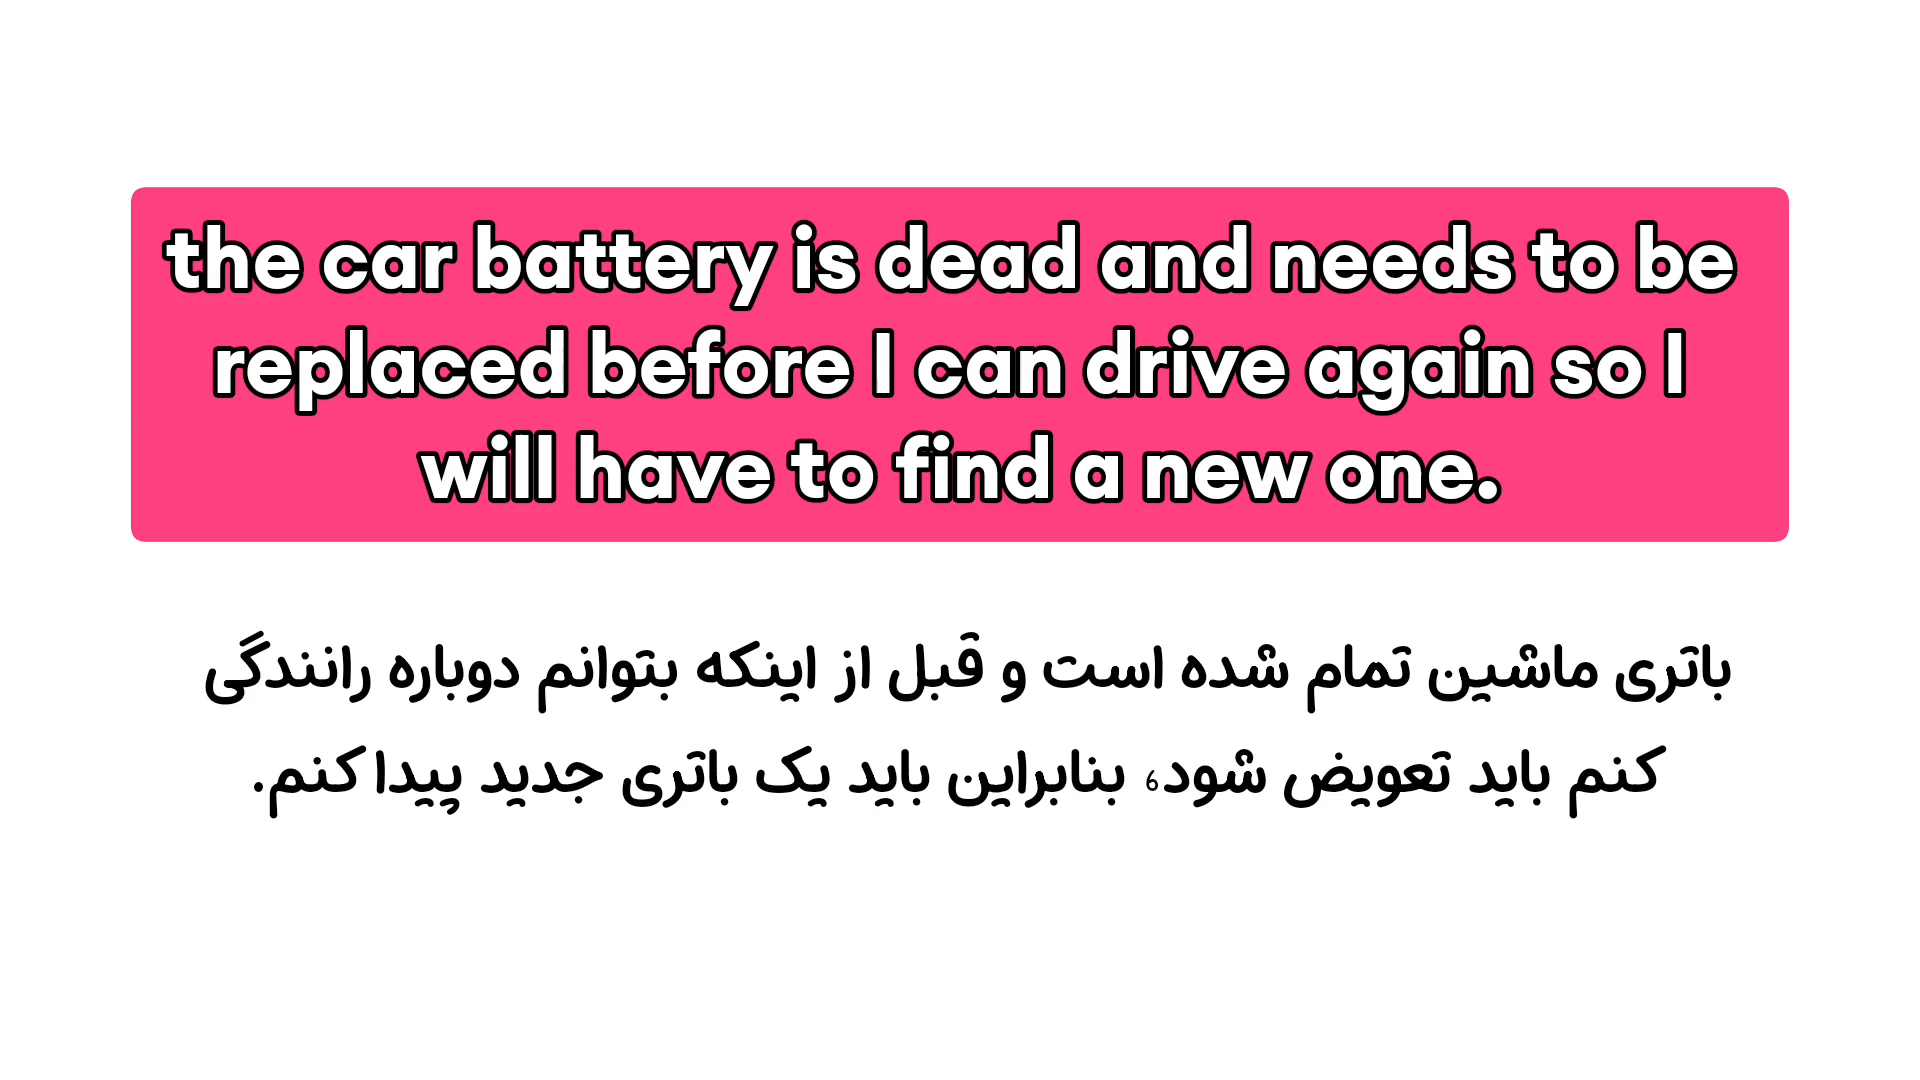 the car battery is dead and needs to be
replaced before I can drive again so I
will have to find a new one.
باتری ماشین تمام شده است و قبل از اینکه بتوانم دوباره رانندگی
کنم باید تعویض شود، بنابراین باید یک باتری جدید پیدا کنم.